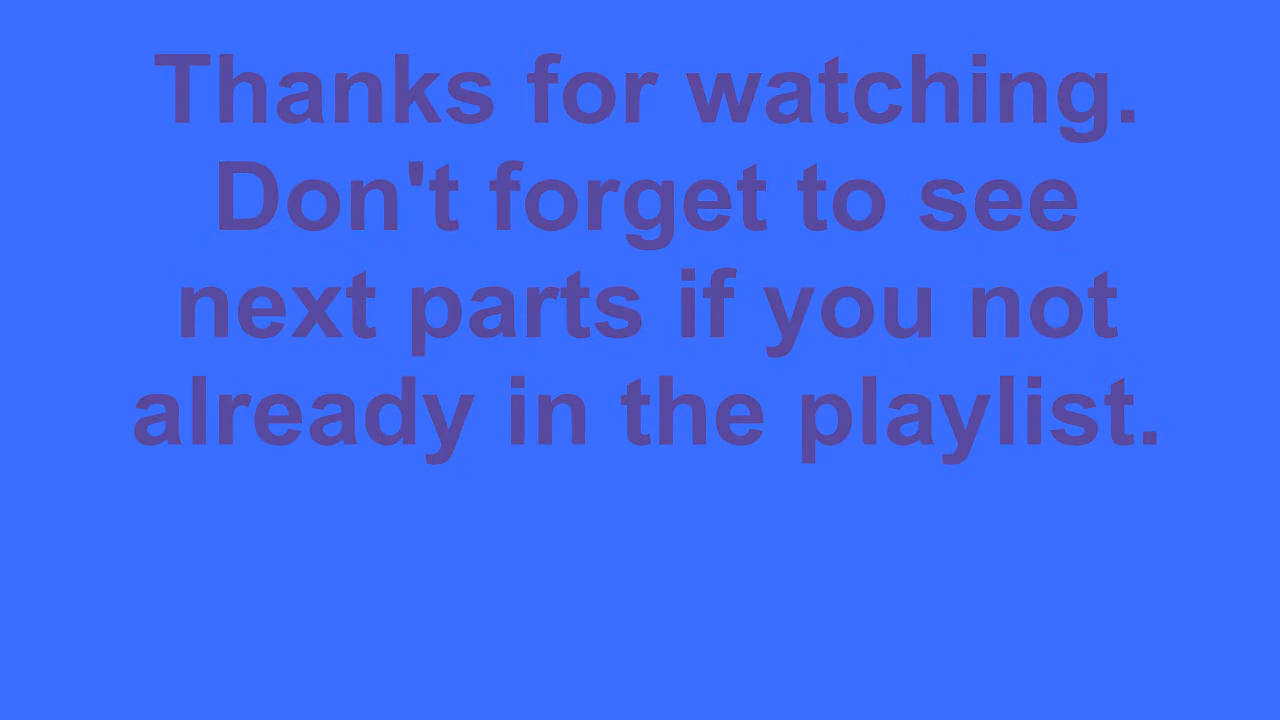 Thanks for watching.
Don't forget to see
next parts if you not
already in the playlist.